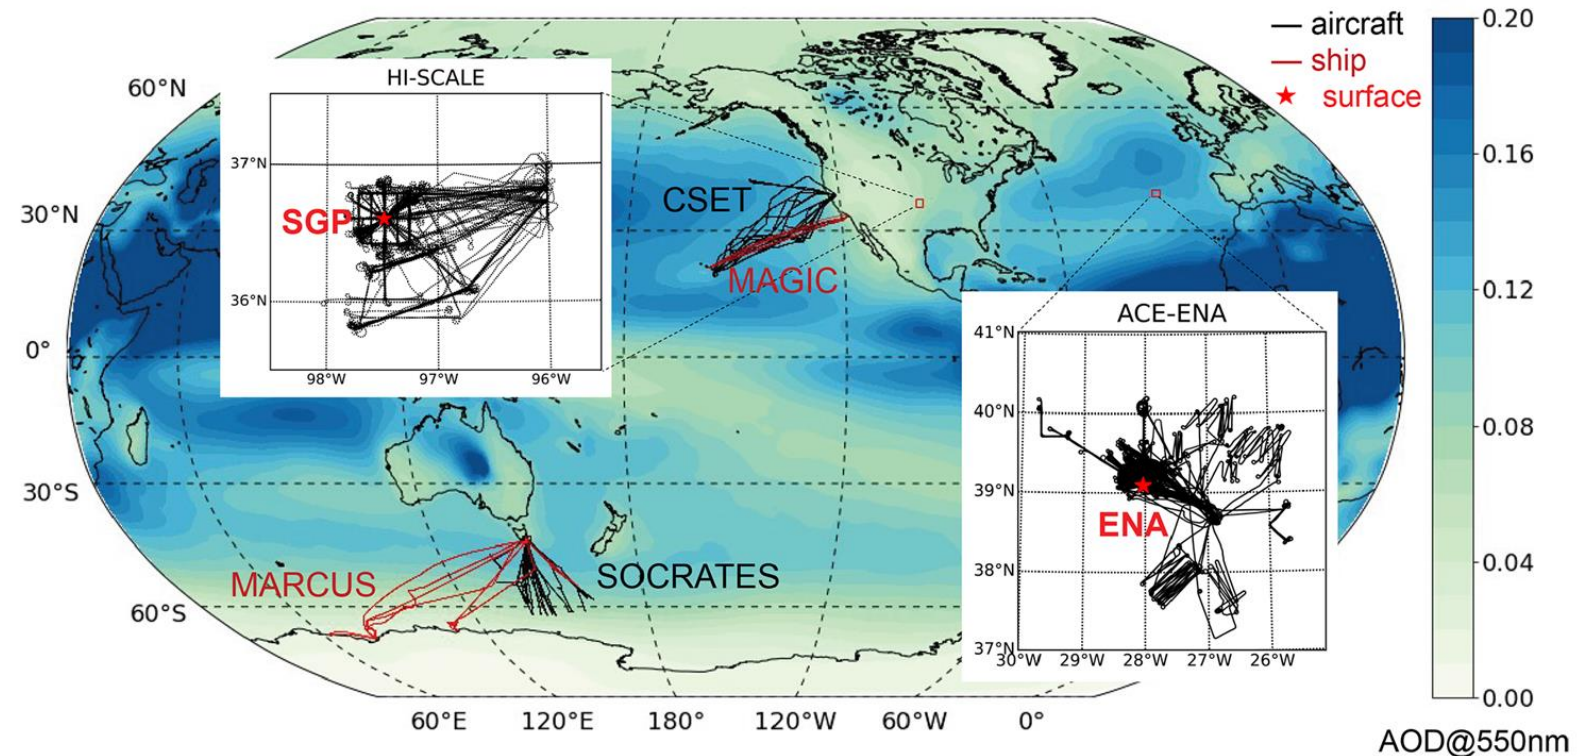 aircraft
ship
surface
60°N
30°N
0°
30°S
60°S
HI-SCALE
37°N
36°N
SGP
98°W
97°W
96°W
CSET
MAGIC
MARCUS
SOCRATES
ACE-ENA
41°N
40°N
39°N
38°N
37°N
ENA
30°W
29°W
28°W
27°W
26°W
60°E
120°E
180°
120°W
60°W
0°
0.20
0.16
0.12
0.08
0.04
0.00
AOD@550nm